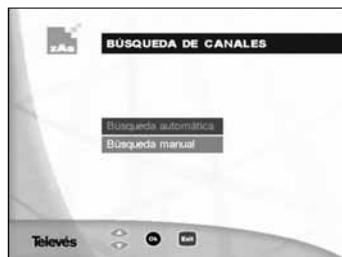 zAs
BÚSQUEDA DE CANALES
Búsqueda automática
Búsqueda manual
Televés
Ok
Exit